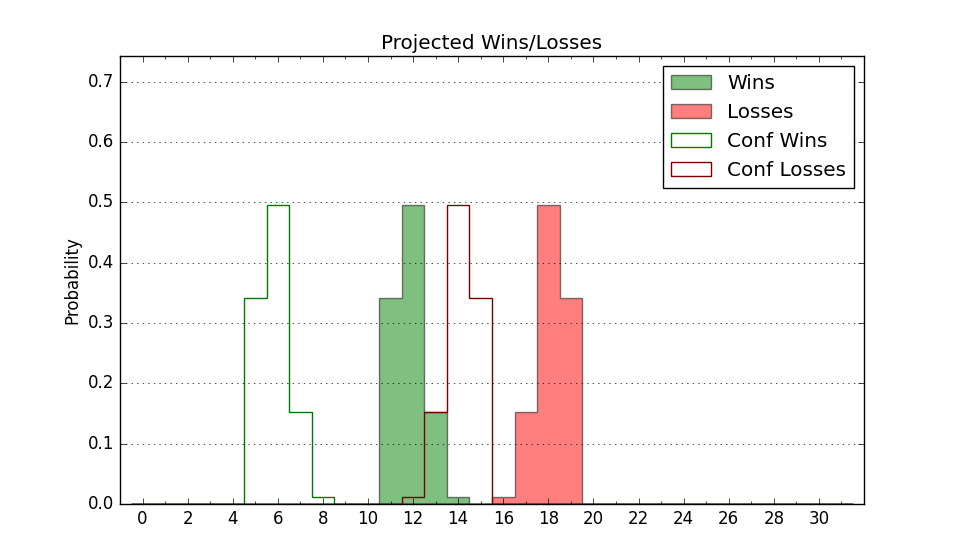 Projected Wins/Losses
Wins
Losses
Conf Wins
Conf Losses
Probability
0.7
0.6
0.5
0.4
0.3
0.2
0.1
0.0
0 2 4 6 8 10 12 14 16 18 20 22 24 26 28 30